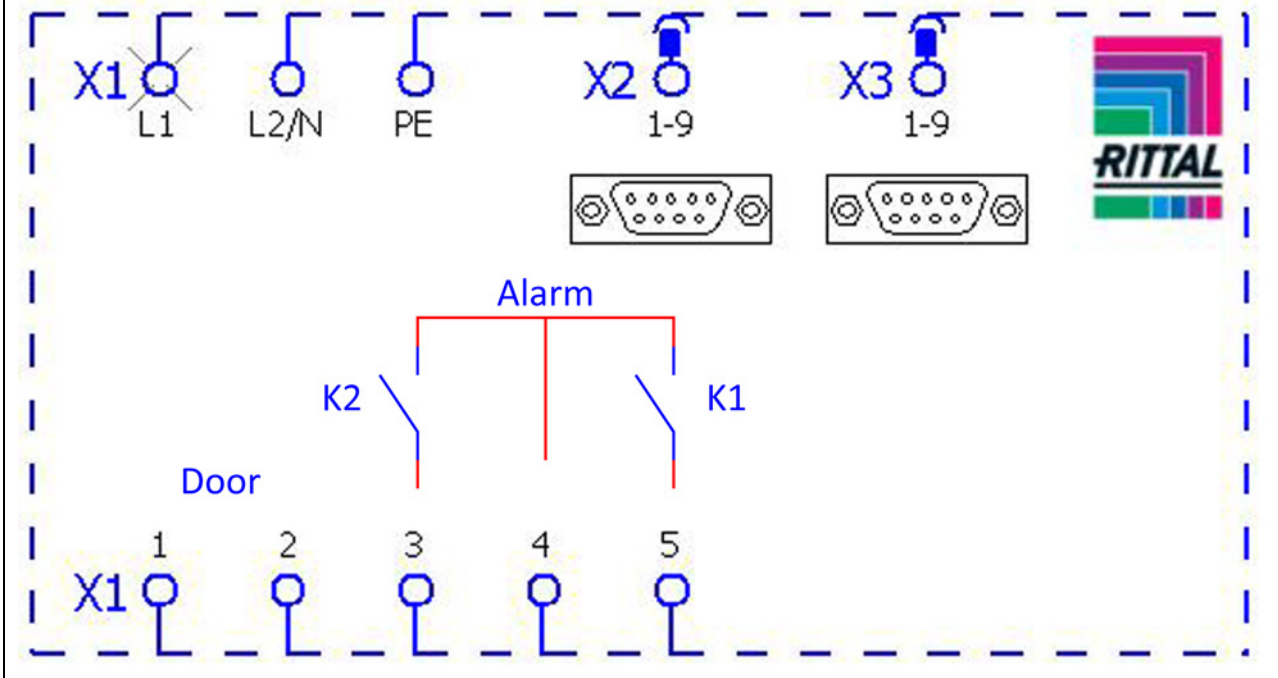 X1 X2 X3
L1 L2/N PE 1-9 1-9
RITTAL
Alarm
K2 K1
Door
1 2 3 4 5
X1